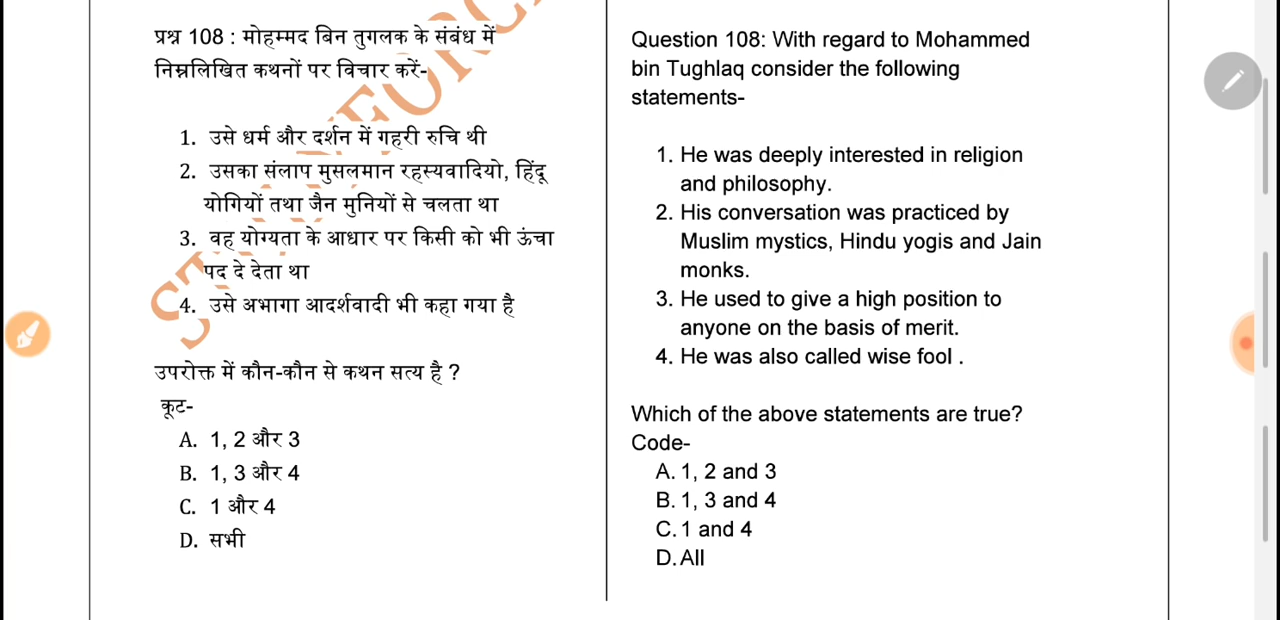 प्रश्न 108 : मोहम्मद बिन तुगलक के संबंध में
निम्नलिखित कथनों पर विचार करें-
1. उसे धर्म और दर्शन में गहरी रुचि थी
2. उसका संलाप मुसलमान रहस्यवादियो, हिंदू
योगियों तथा जैन मुनियों से चलता था
3. वह योग्यता के आधार पर किसी को भी ऊंचा
पद दे देता था
4. उसे अभागा आदर्शवादी भी कहा गया है
उपरोक्त में कौन-कौन से कथन सत्य है ?
कूट-
A. 1, 2 और 3
B. 1, 3 और 4
C. 1 और 4
D. सभी
Question 108: With regard to Mohammed
bin Tughlaq consider the following
statements-
1. He was deeply interested in religion
and philosophy.
2. His conversation was practiced by
Muslim mystics, Hindu yogis and Jain
monks.
3. He used to give a high position to
anyone on the basis of merit.
4. He was also called wise fool .
Which of the above statements are true?
Code-
A. 1, 2 and 3
B. 1, 3 and 4
C. 1 and 4
D. All